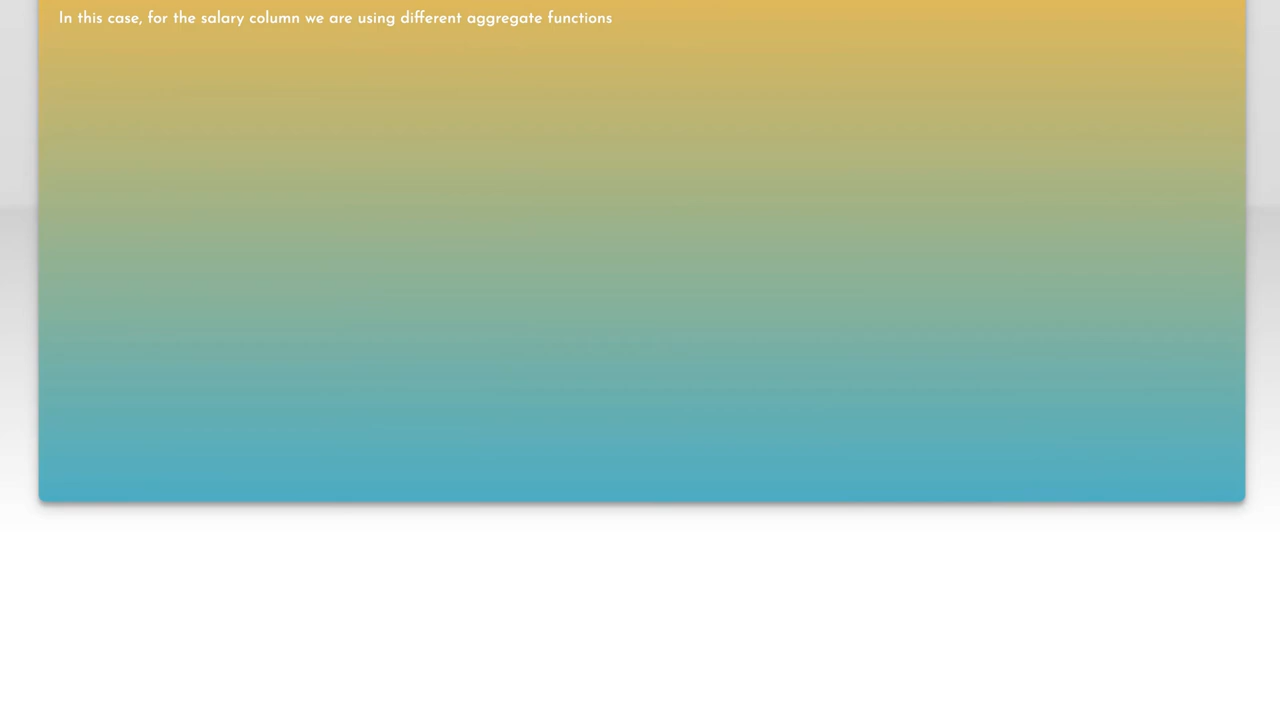 In this case, for the salary column we are using different aggregate functions